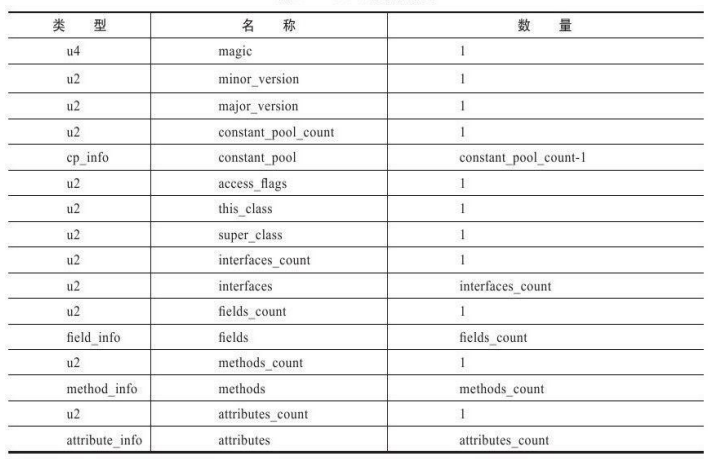 类 型 名 称 数 量
u4 magic 1
u2 minor_version 1
u2 major_version 1
u2 constant_pool_count 1
cp_info constant_pool constant_pool_count-1
u2 access_flags 1
u2 this_class 1
u2 super_class 1
u2 interfaces_count 1
u2 interfaces interfaces_count
u2 fields_count 1
field_info fields fields_count
u2 methods_count 1
method_info methods methods_count
u2 attributes_count 1
attribute_info attributes attributes_count